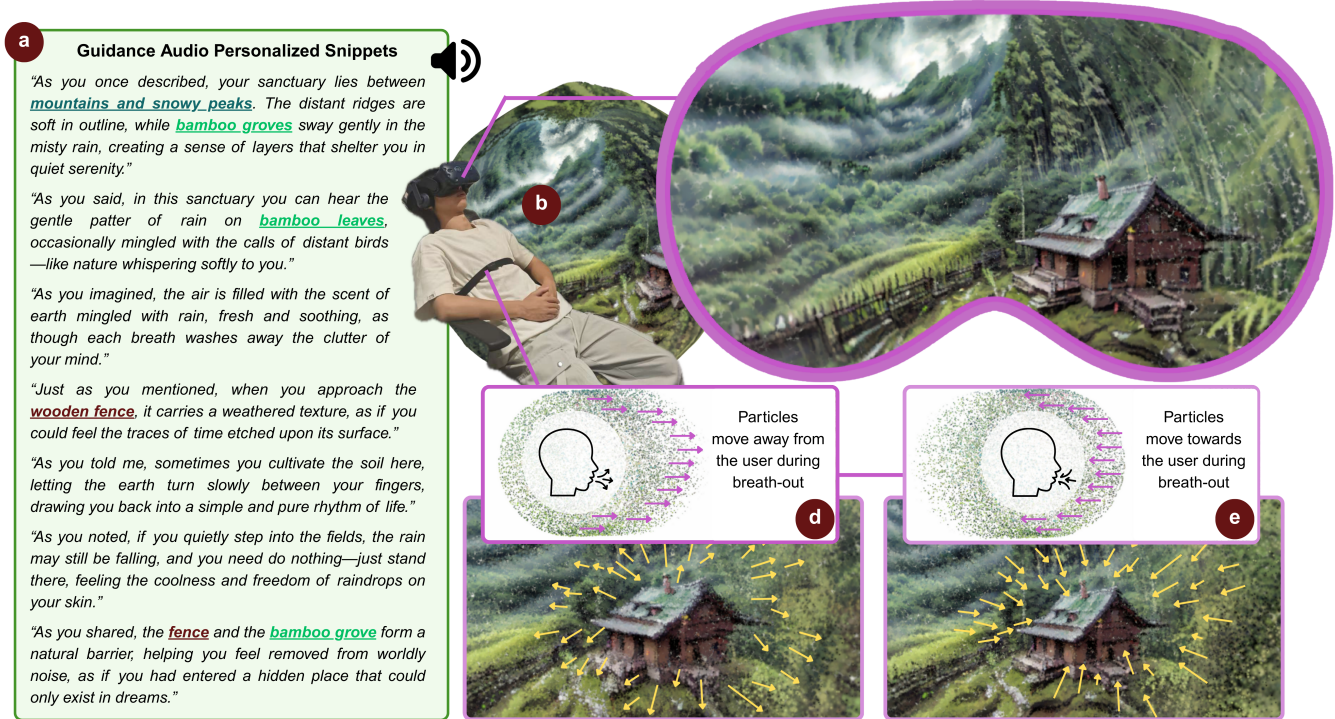 a
Guidance Audio Personalized Snippets
“As you once described, your sanctuary lies between
mountains and snowy peaks. The distant ridges are
soft in outline, while bamboo groves sway gently in the
misty rain, creating a sense of layers that shelter you in
quiet serenity.”
“As you said, in this sanctuary you can hear the
gentle patter of rain on bamboo leaves,
occasionally mingled with the calls of distant birds
—like nature whispering softly to you.”
“As you imagined, the air is filled with the scent of
earth mingled with rain, fresh and soothing, as
though each breath washes away the clutter of
your mind.”
“Just as you mentioned, when you approach the
wooden fence, it carries a weathered texture, as if you
could feel the traces of time etched upon its surface.”
“As you told me, sometimes you cultivate the soil here,
letting the earth turn slowly between your fingers,
drawing you back into a simple and pure rhythm of life.”
“As you noted, if you quietly step into the fields, the rain
may still be falling, and you need do nothing—just stand
there, feeling the coolness and freedom of raindrops on
your skin.”
“As you shared, the fence and the bamboo grove form a
natural barrier, helping you feel removed from worldly
noise, as if you had entered a hidden place that could
only exist in dreams.”
b
Particles
move away from
the user during
breath-out
d
Particles
move towards
the user during
breath-out
e